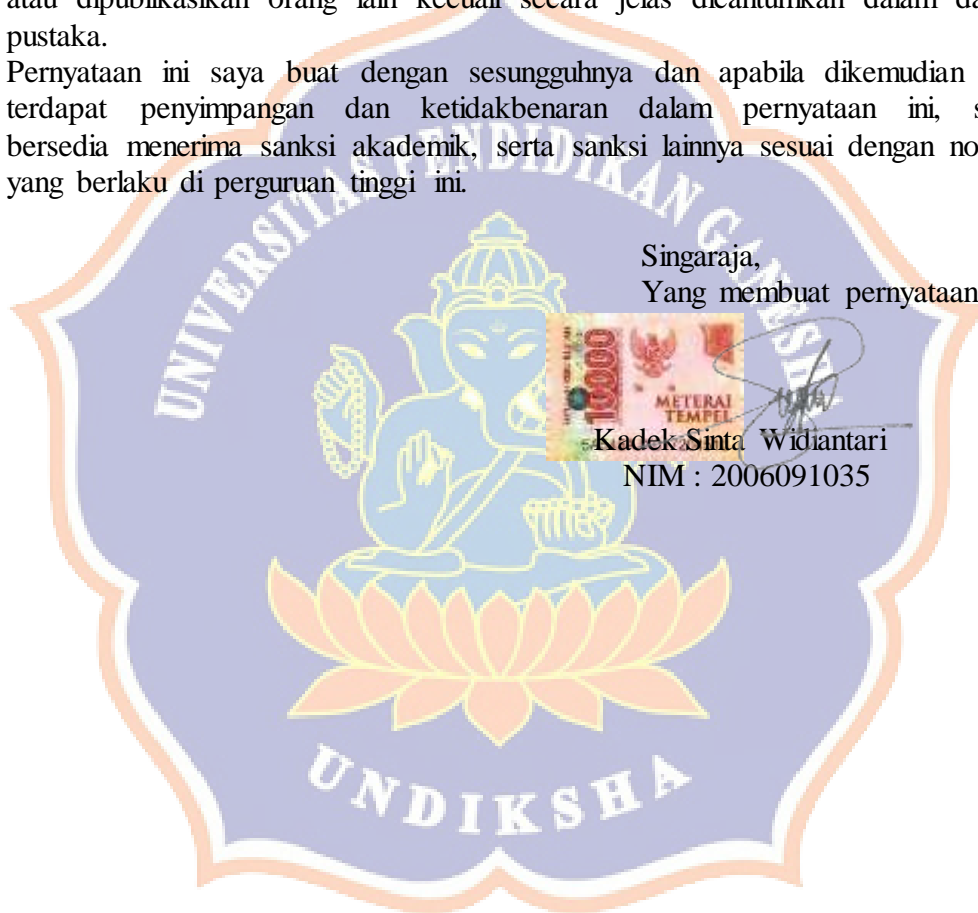 atau dipublikasikan orang lain kecuali secara jelas dicantumkan dalam da
pustaka.
Pernyataan ini saya buat dengan sesungguhnya dan apabila dikemudian
terdapat penyimpangan dan ketidakbenaran dalam pernyataan ini, s
bersedia menerima sanksi akademik, serta sanksi lainnya sesuai dengan no
yang berlaku di perguruan tinggi ini.
UNIVERSITAS PENDIDIKAN GANESHA
Singaraja,
Yang membuat pernyataan
10000
METERAI
TEMPEL
Kadek Sinta Widiantari
NIM : 2006091035
UNDIKSHA